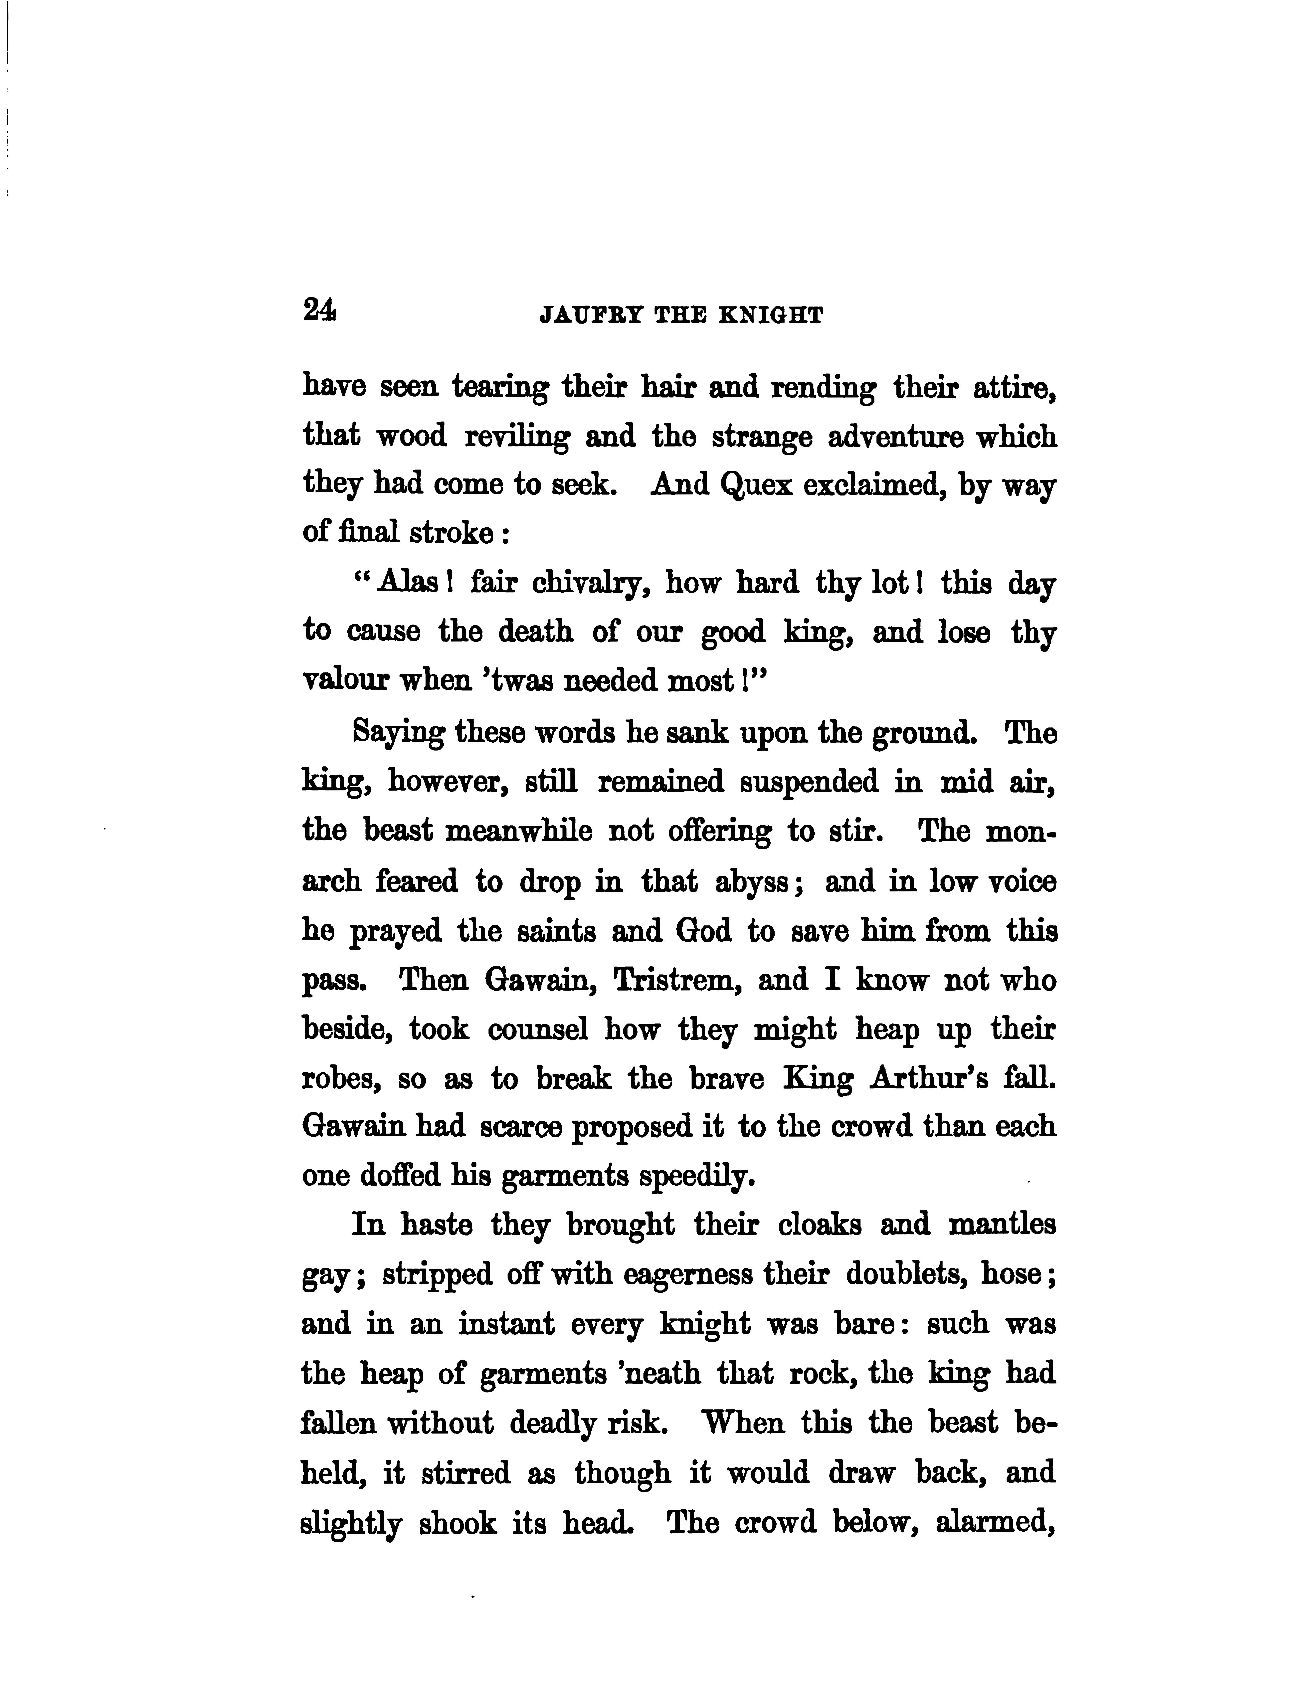 24 JAUFRY THE KNIGHT
have seen tearing their hair and rending their attire,
that wood reviling and the strange adventure which
they had come to seek. And Quex exclaimed, by way
of final stroke :
“Alas! fair chivalry, how hard thy lot! this day
to cause the death of our good king, and lose thy
valour when ’twas needed most!”
Saying these words he sank upon the ground. The
king, however, still remained suspended in mid air,
the beast meanwhile not offering to stir. The mon-
arch feared to drop in that abyss; and in low voice
he prayed the saints and God to save him from this
pass. Then Gawain, Tristrem, and I know not who
beside, took counsel how they might heap up their
robes, so as to break the brave King Arthur’s fall.
Gawain had scarce proposed it to the crowd than each
one doffed his garments speedily.
In haste they brought their cloaks and mantles
gay; stripped off with eagerness their doublets, hose;
and in an instant every knight was bare: such was
the heap of garments ’neath that rock, the king had
fallen without deadly risk. When this the beast be-
held, it stirred as though it would draw back, and
slightly shook its head. The crowd below, alarmed,